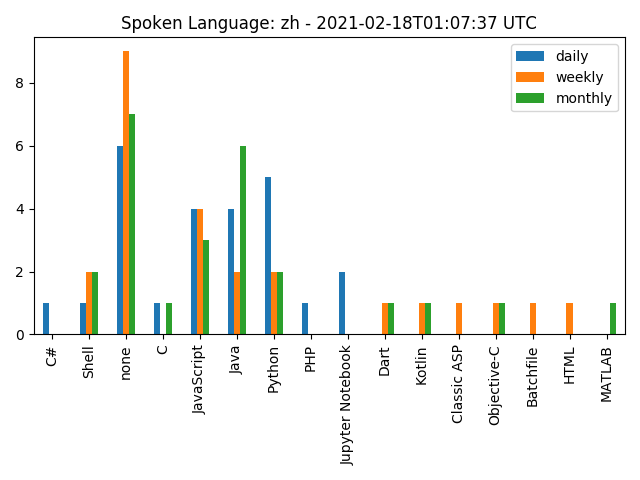 Spoken Language: zh - 2021-02-18T01:07:37 UTC
daily
weekly
monthly
8
6
4
2
0
C#
Shell
none
C
JavaScript
Java
Python
PHP
Jupyter Notebook
Dart
Kotlin
Classic ASP
Objective-C
Batchfile
HTML
MATLAB